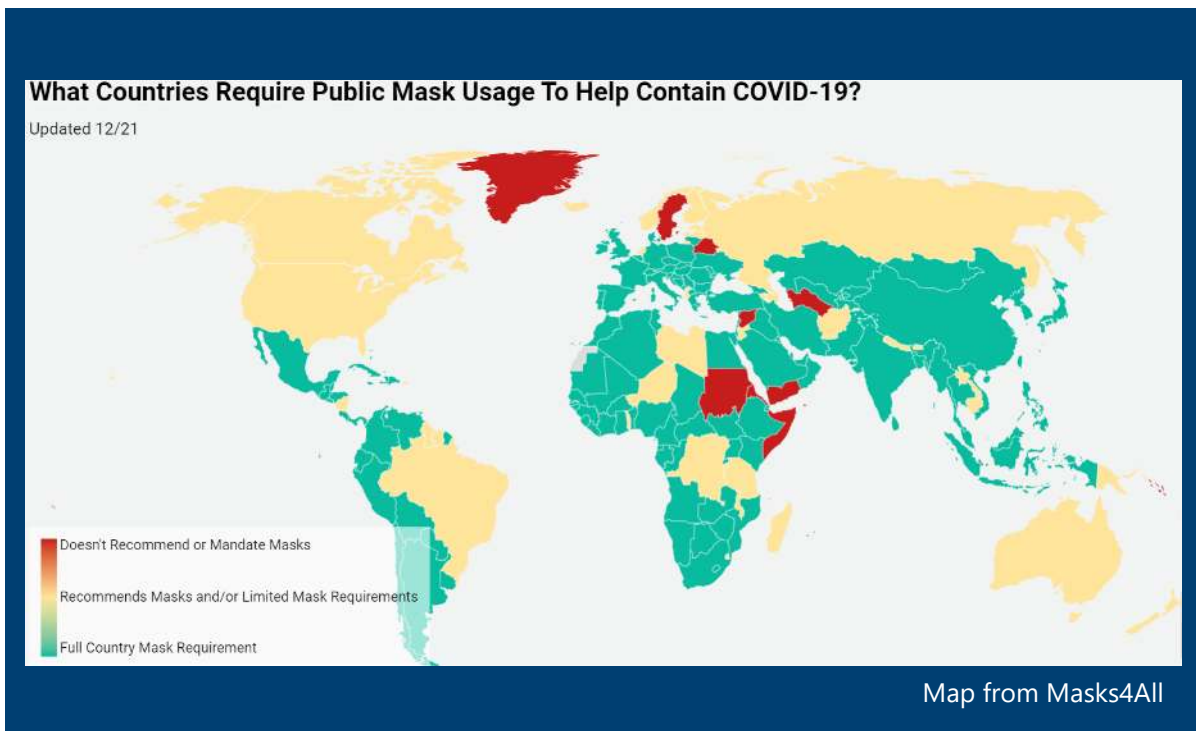 What Countries Require Public Mask Usage To Help Contain COVID-19?
Updated 12/21
Doesn't Recommend or Mandate Masks
Recommends Masks and/or Limited Mask Requirements
Full Country Mask Requirement
Map from Masks4All